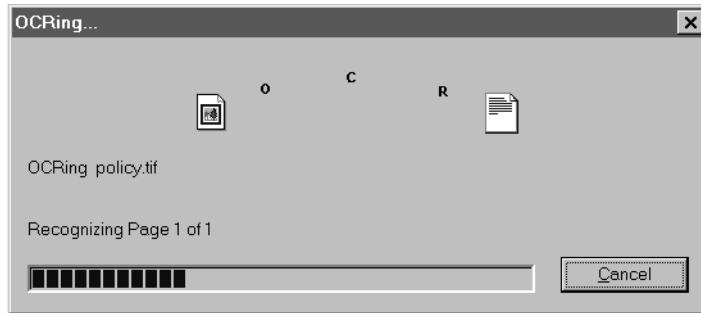 OCRing...
O C R
OCRing policy.tif
Recognizing Page 1 of 1
Cancel